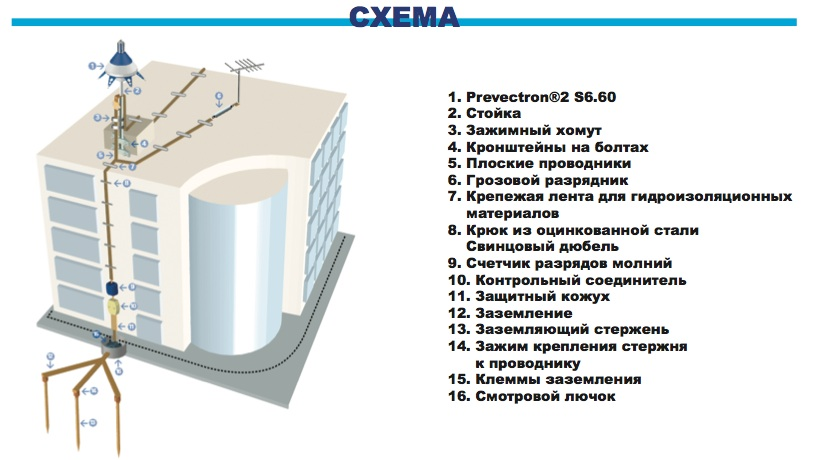 СХЕМА
1. Prevectron®2 S6.60
2. Стойка
3. Зажимный хомут
4. Кронштейны на болтах
5. Плоские проводники
6. Грозовой разрядник
7. Крепежая лента для гидроизоляционных
материалов
8. Крюк из оцинкованной стали
Свинцовый дюбель
9. Счетчик разрядов молний
10. Контрольный соединитель
11. Защитный кожух
12. Заземление
13. Заземляющий стержень
14. Зажим крепления стржня
к проводнику
15. Клеммы заземления
16. Смотровой лючок